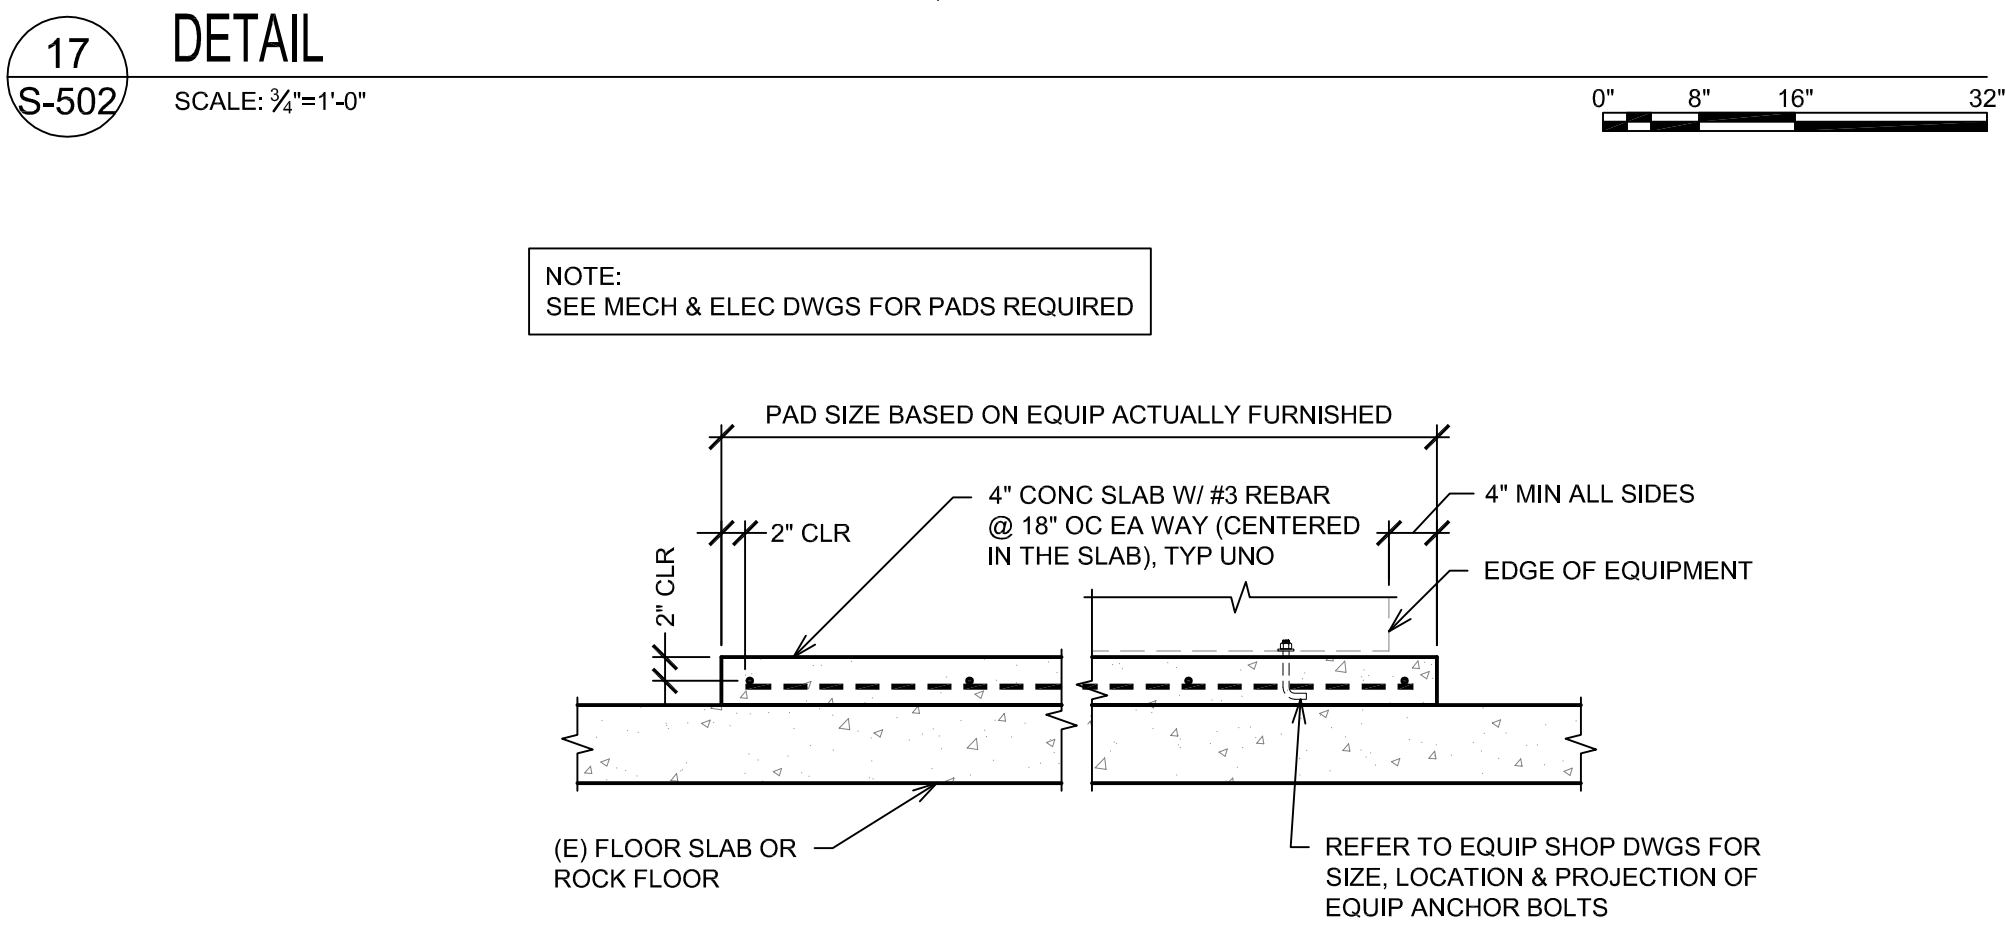 17
S-502
DETAIL
SCALE: ¾"=1'-0"
0" 8" 16" 32"
NOTE:
SEE MECH & ELEC DWGS FOR PADS REQUIRED
PAD SIZE BASED ON EQUIP ACTUALLY FURNISHED
4" CONC SLAB W/ #3 REBAR
@ 18" OC EA WAY (CENTERED
IN THE SLAB), TYP UNO
4" MIN ALL SIDES
2" CLR
2" CLR
EDGE OF EQUIPMENT
(E) FLOOR SLAB OR
ROCK FLOOR
REFER TO EQUIP SHOP DWGS FOR
SIZE, LOCATION & PROJECTION OF
EQUIP ANCHOR BOLTS